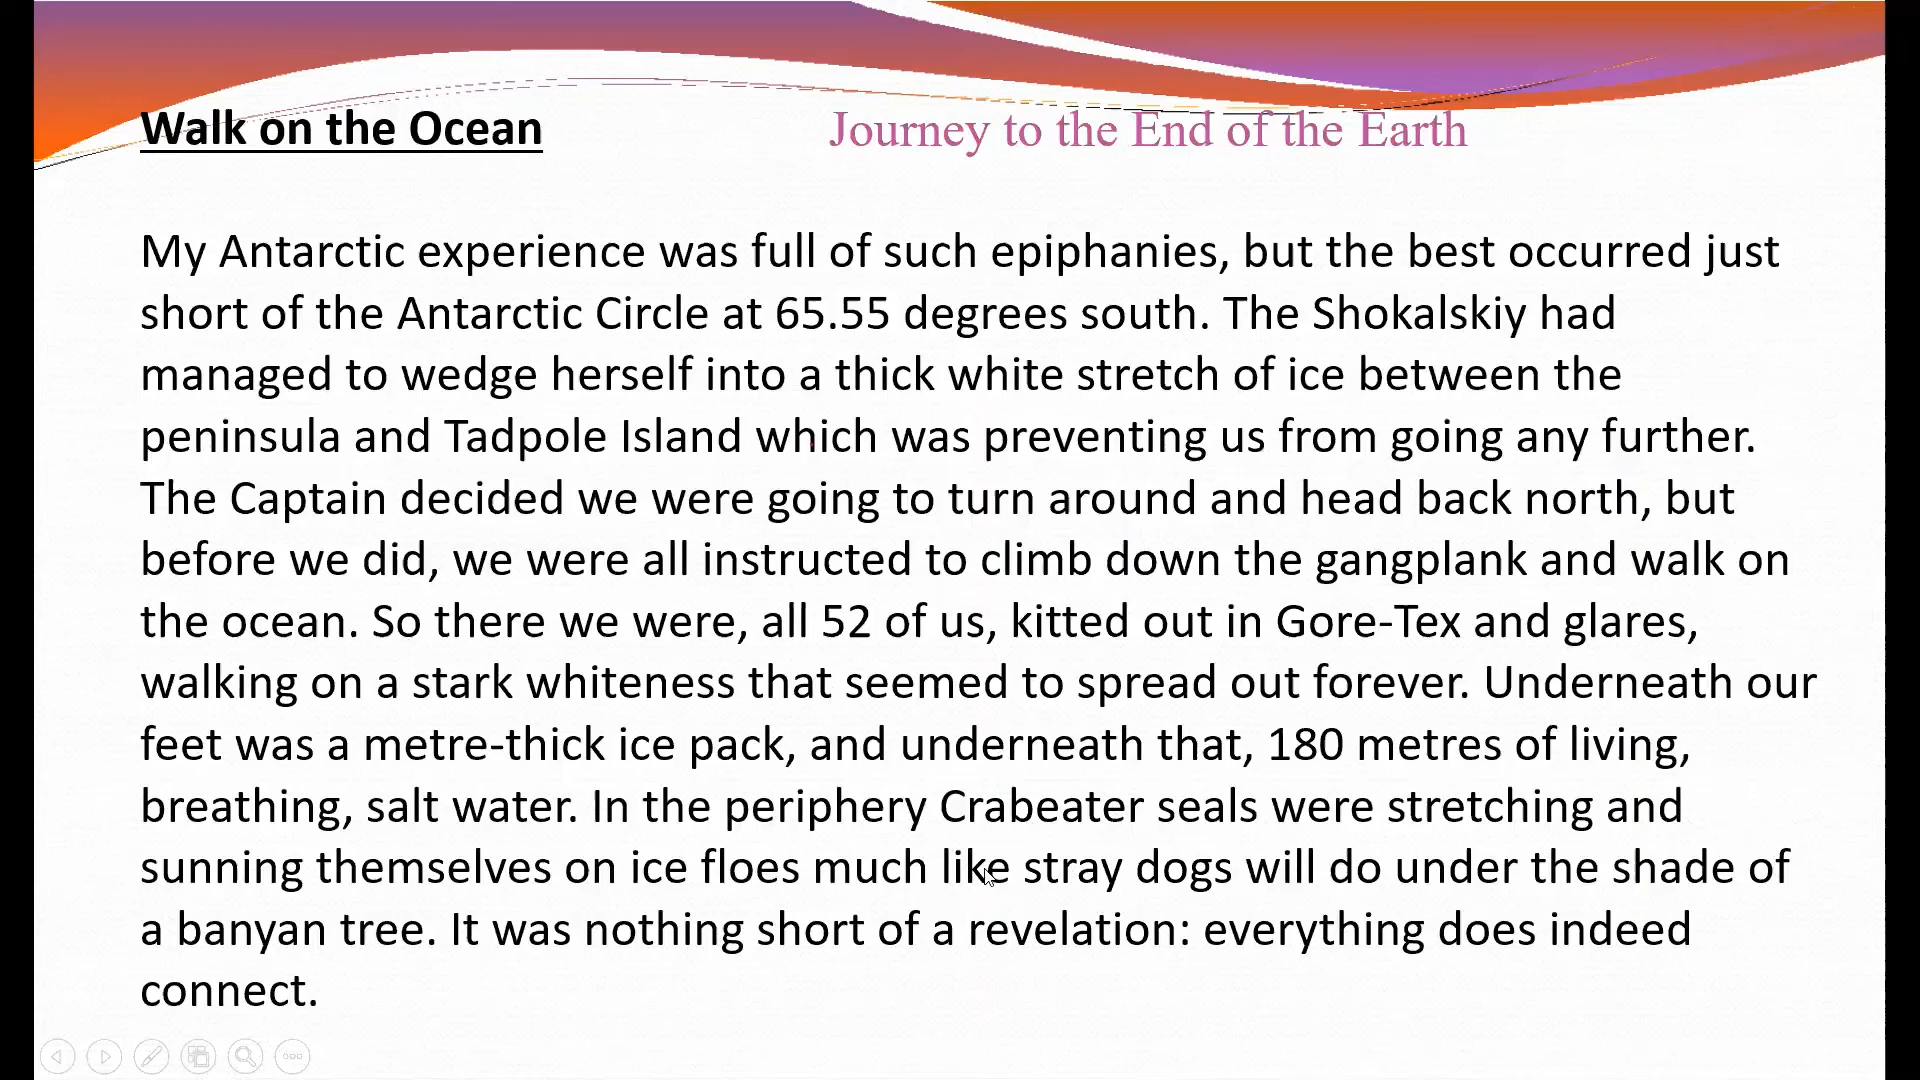 Walk on the Ocean
Journey to the End of the Earth
My Antarctic experience was full of such epiphanies, but the best occurred just
short of the Antarctic Circle at 65.55 degrees south. The Shokalskiy had
managed to wedge herself into a thick white stretch of ice between the
peninsula and Tadpole Island which was preventing us from going any further.
The Captain decided we were going to turn around and head back north, but
before we did, we were all instructed to climb down the gangplank and walk on
the ocean. So there we were, all 52 of us, kitted out in Gore-Tex and glares,
walking on a stark whiteness that seemed to spread out forever. Underneath our
feet was a metre-thick ice pack, and underneath that, 180 metres of living,
breathing, salt water. In the periphery Crabeater seals were stretching and
sunning themselves on ice floes much like stray dogs will do under the shade of
a banyan tree. It was nothing short of a revelation: everything does indeed
connect.